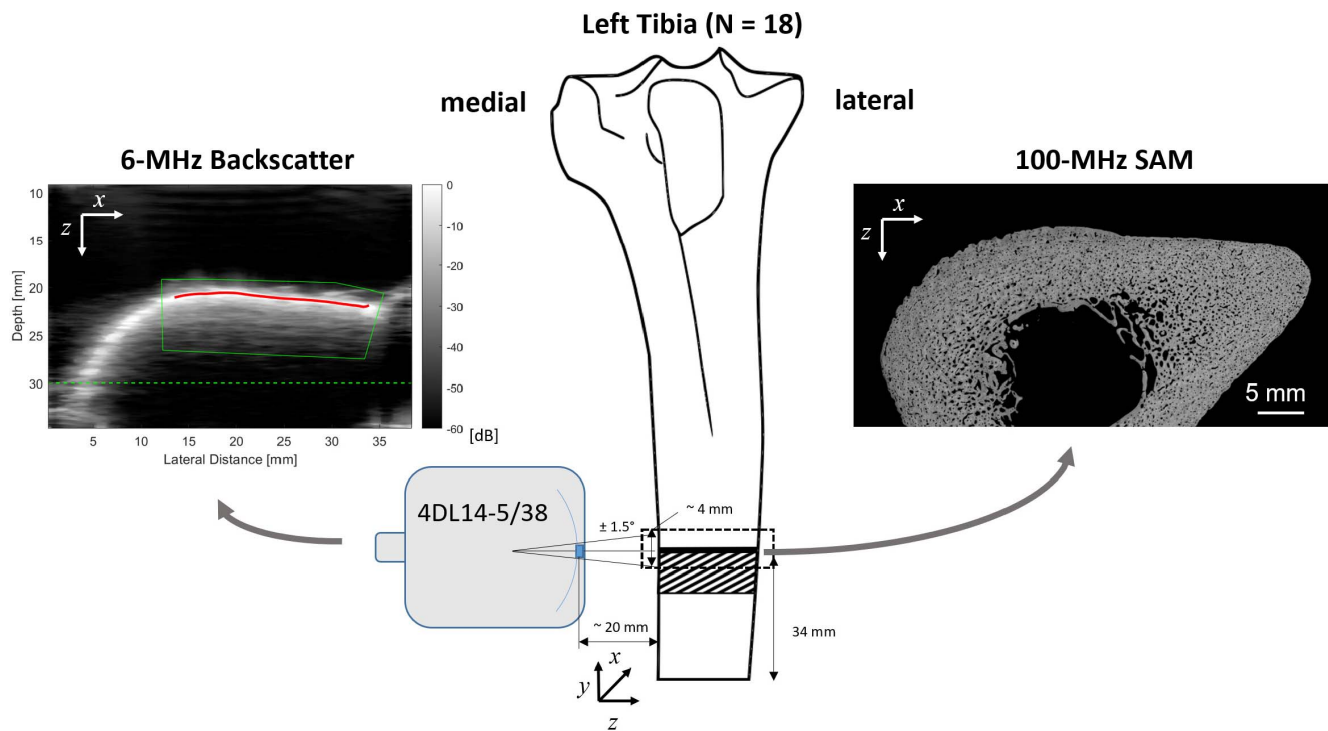 Left Tibia (N = 18)
medial
lateral
6-MHz Backscatter
100-MHz SAM
x
z
10
15
20
25
30
Depth [mm]
5
10
15
20
25
30
35
Lateral Distance [mm]
0
-10
-20
-30
-40
-50
-60
[dB]
x
z
5 mm
4DL14-5/38
± 1.5°
~ 4 mm
~ 20 mm
34 mm
x
y
z